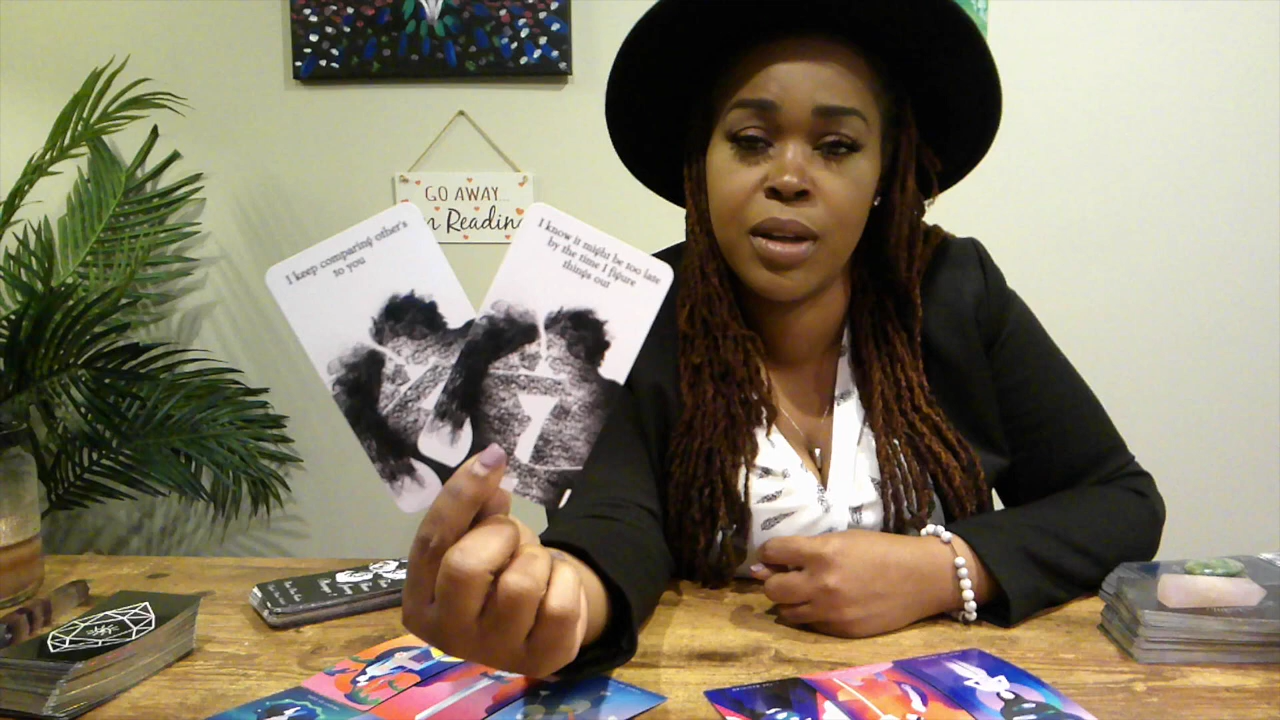 GO AWAY...
Reading
I keep comparing other's
to you
I know it might be too late
by the time I figure
things out